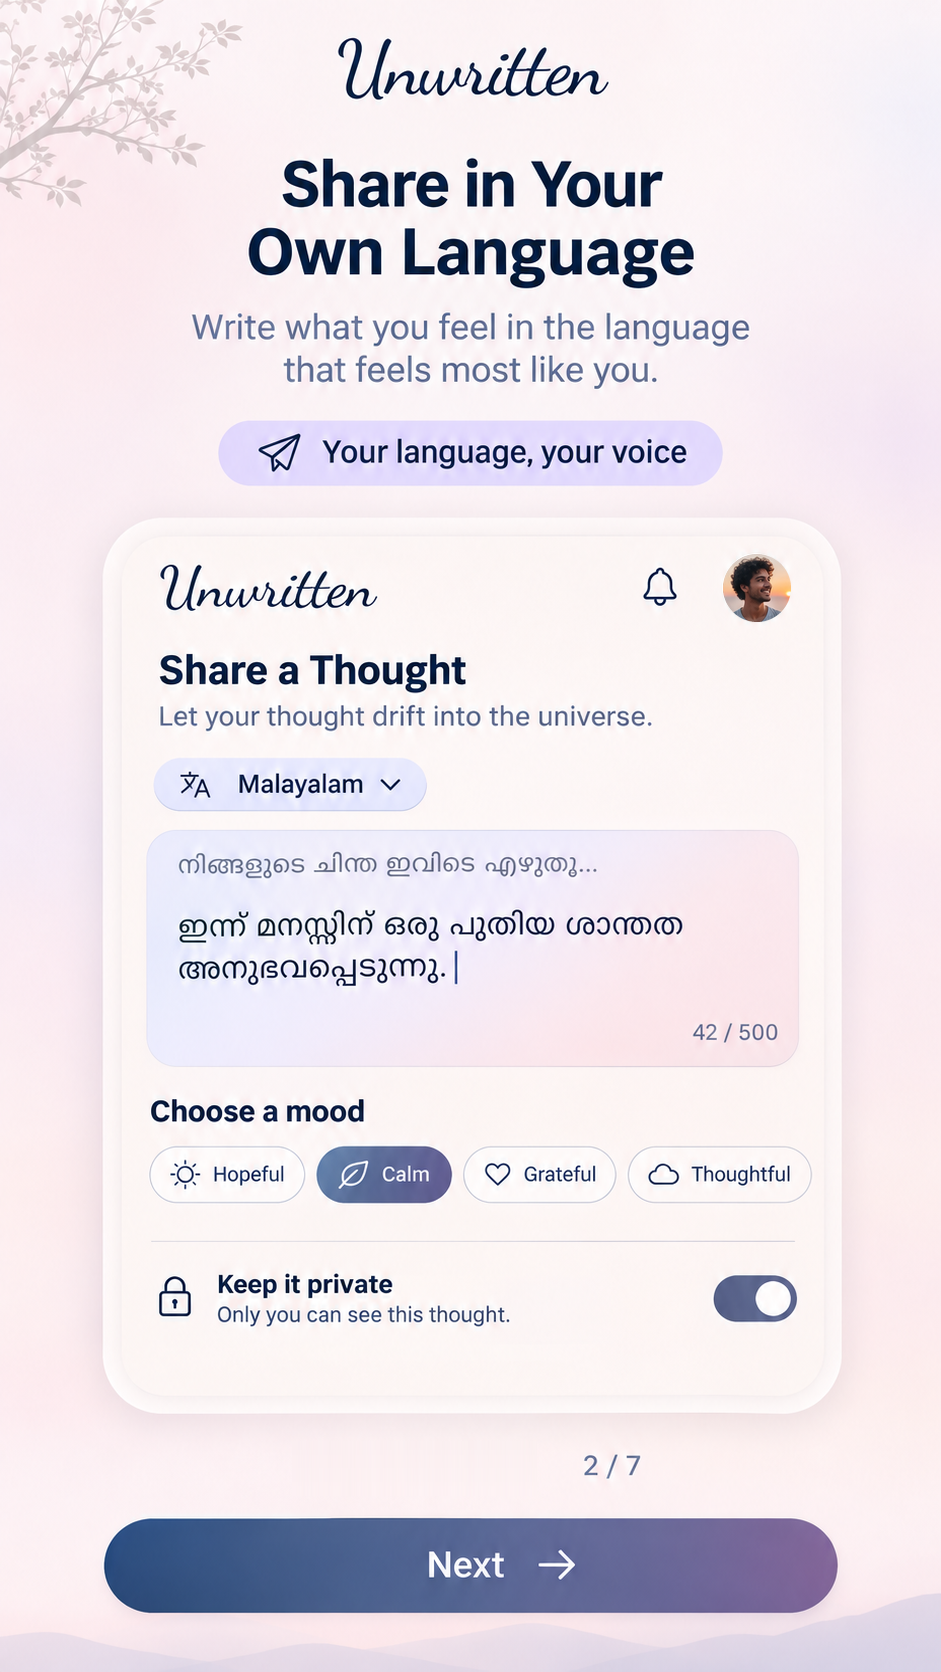 Unwritten
Share in Your
Own Language
Write what you feel in the language
that feels most like you.
Your language, your voice
Unwritten
Share a Thought
Let your thought drift into the universe.
文A Malayalam
നിങ്ങളുടെ ചിന്ത ഇവിടെ എഴുതൂ...
ഇന്ന് മനസ്സിന് ഒരു പുതിയ ശാന്തത
അനുഭവപ്പെടുന്നു.
42 / 500
Choose a mood
Hopeful Calm Grateful Thoughtful
Keep it private
Only you can see this thought.
2 / 7
Next →